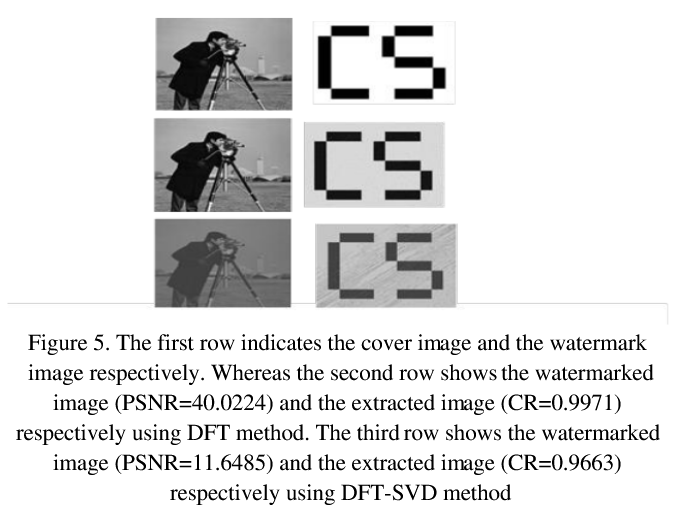 CS
CS
CS
Figure 5. The first row indicates the cover image and the watermark
image respectively. Whereas the second row shows the watermarked
image (PSNR=40.0224) and the extracted image (CR=0.9971)
respectively using DFT method. The third row shows the watermarked
image (PSNR=11.6485) and the extracted image (CR=0.9663)
respectively using DFT-SVD method